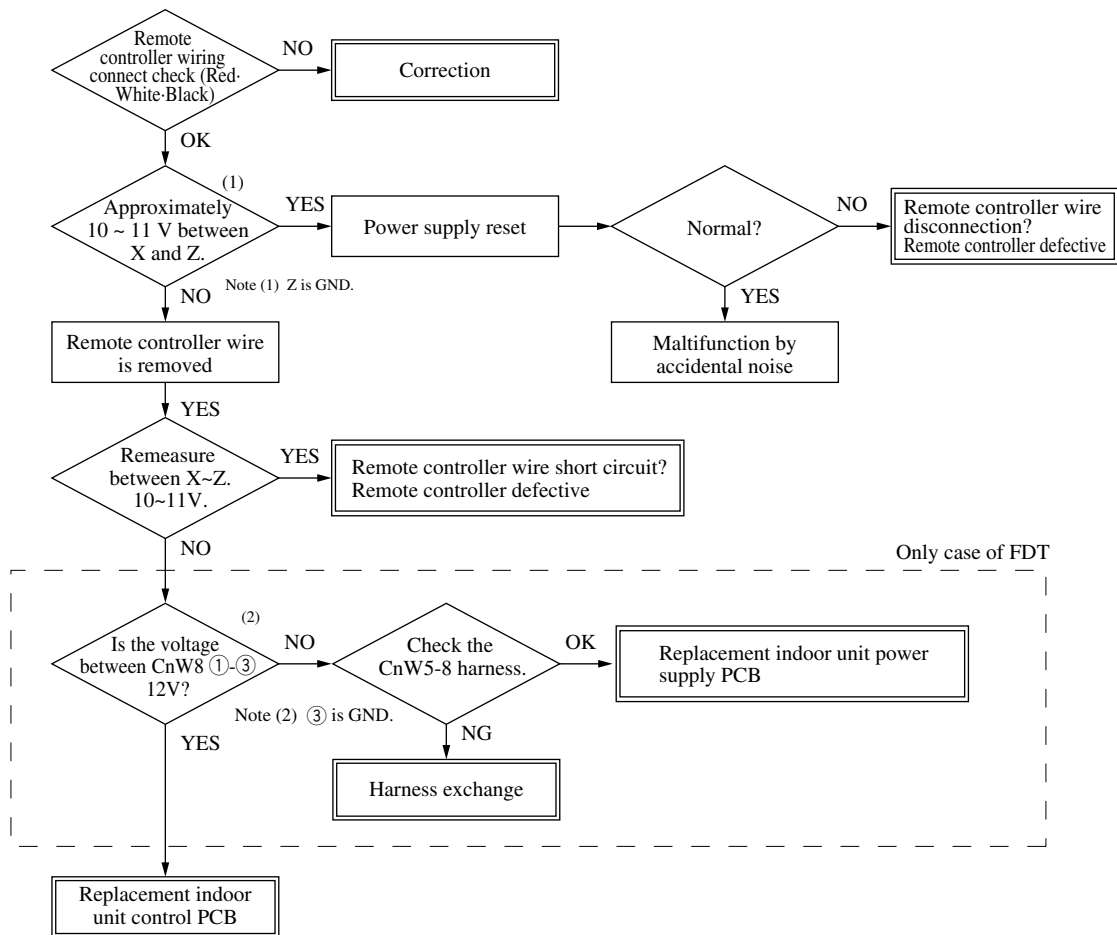 Remote
controller wiring
connect check (Red·
White·Black)
NO
Correction
OK
(1)
Approximately
10 ~ 11 V between
X and Z.
YES
Power supply reset
Normal?
NO
Remote controller wire
disconnection?
Remote controller defective
NO
Note (1) Z is GND.
YES
Remote controller wire
is removed
Maltifunction by
accidental noise
YES
Remeasure
between X~Z.
10~11V.
YES
Remote controller wire short circuit?
Remote controller defective
NO
Only case of FDT
(2)
Is the voltage
between CnW8 ①-③
12V?
NO
Check the
CnW5-8 harness.
OK
Replacement indoor unit power
supply PCB
Note (2) ③ is GND.
YES
NG
Harness exchange
Replacement indoor
unit control PCB